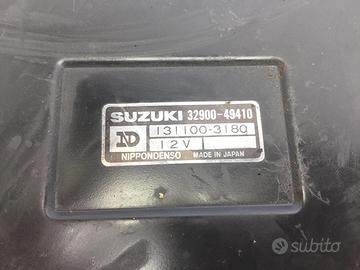 SUZUKI 32900-49410
ND 131100-3180
12V
NIPPONDENSO MADE IN JAPAN
subito